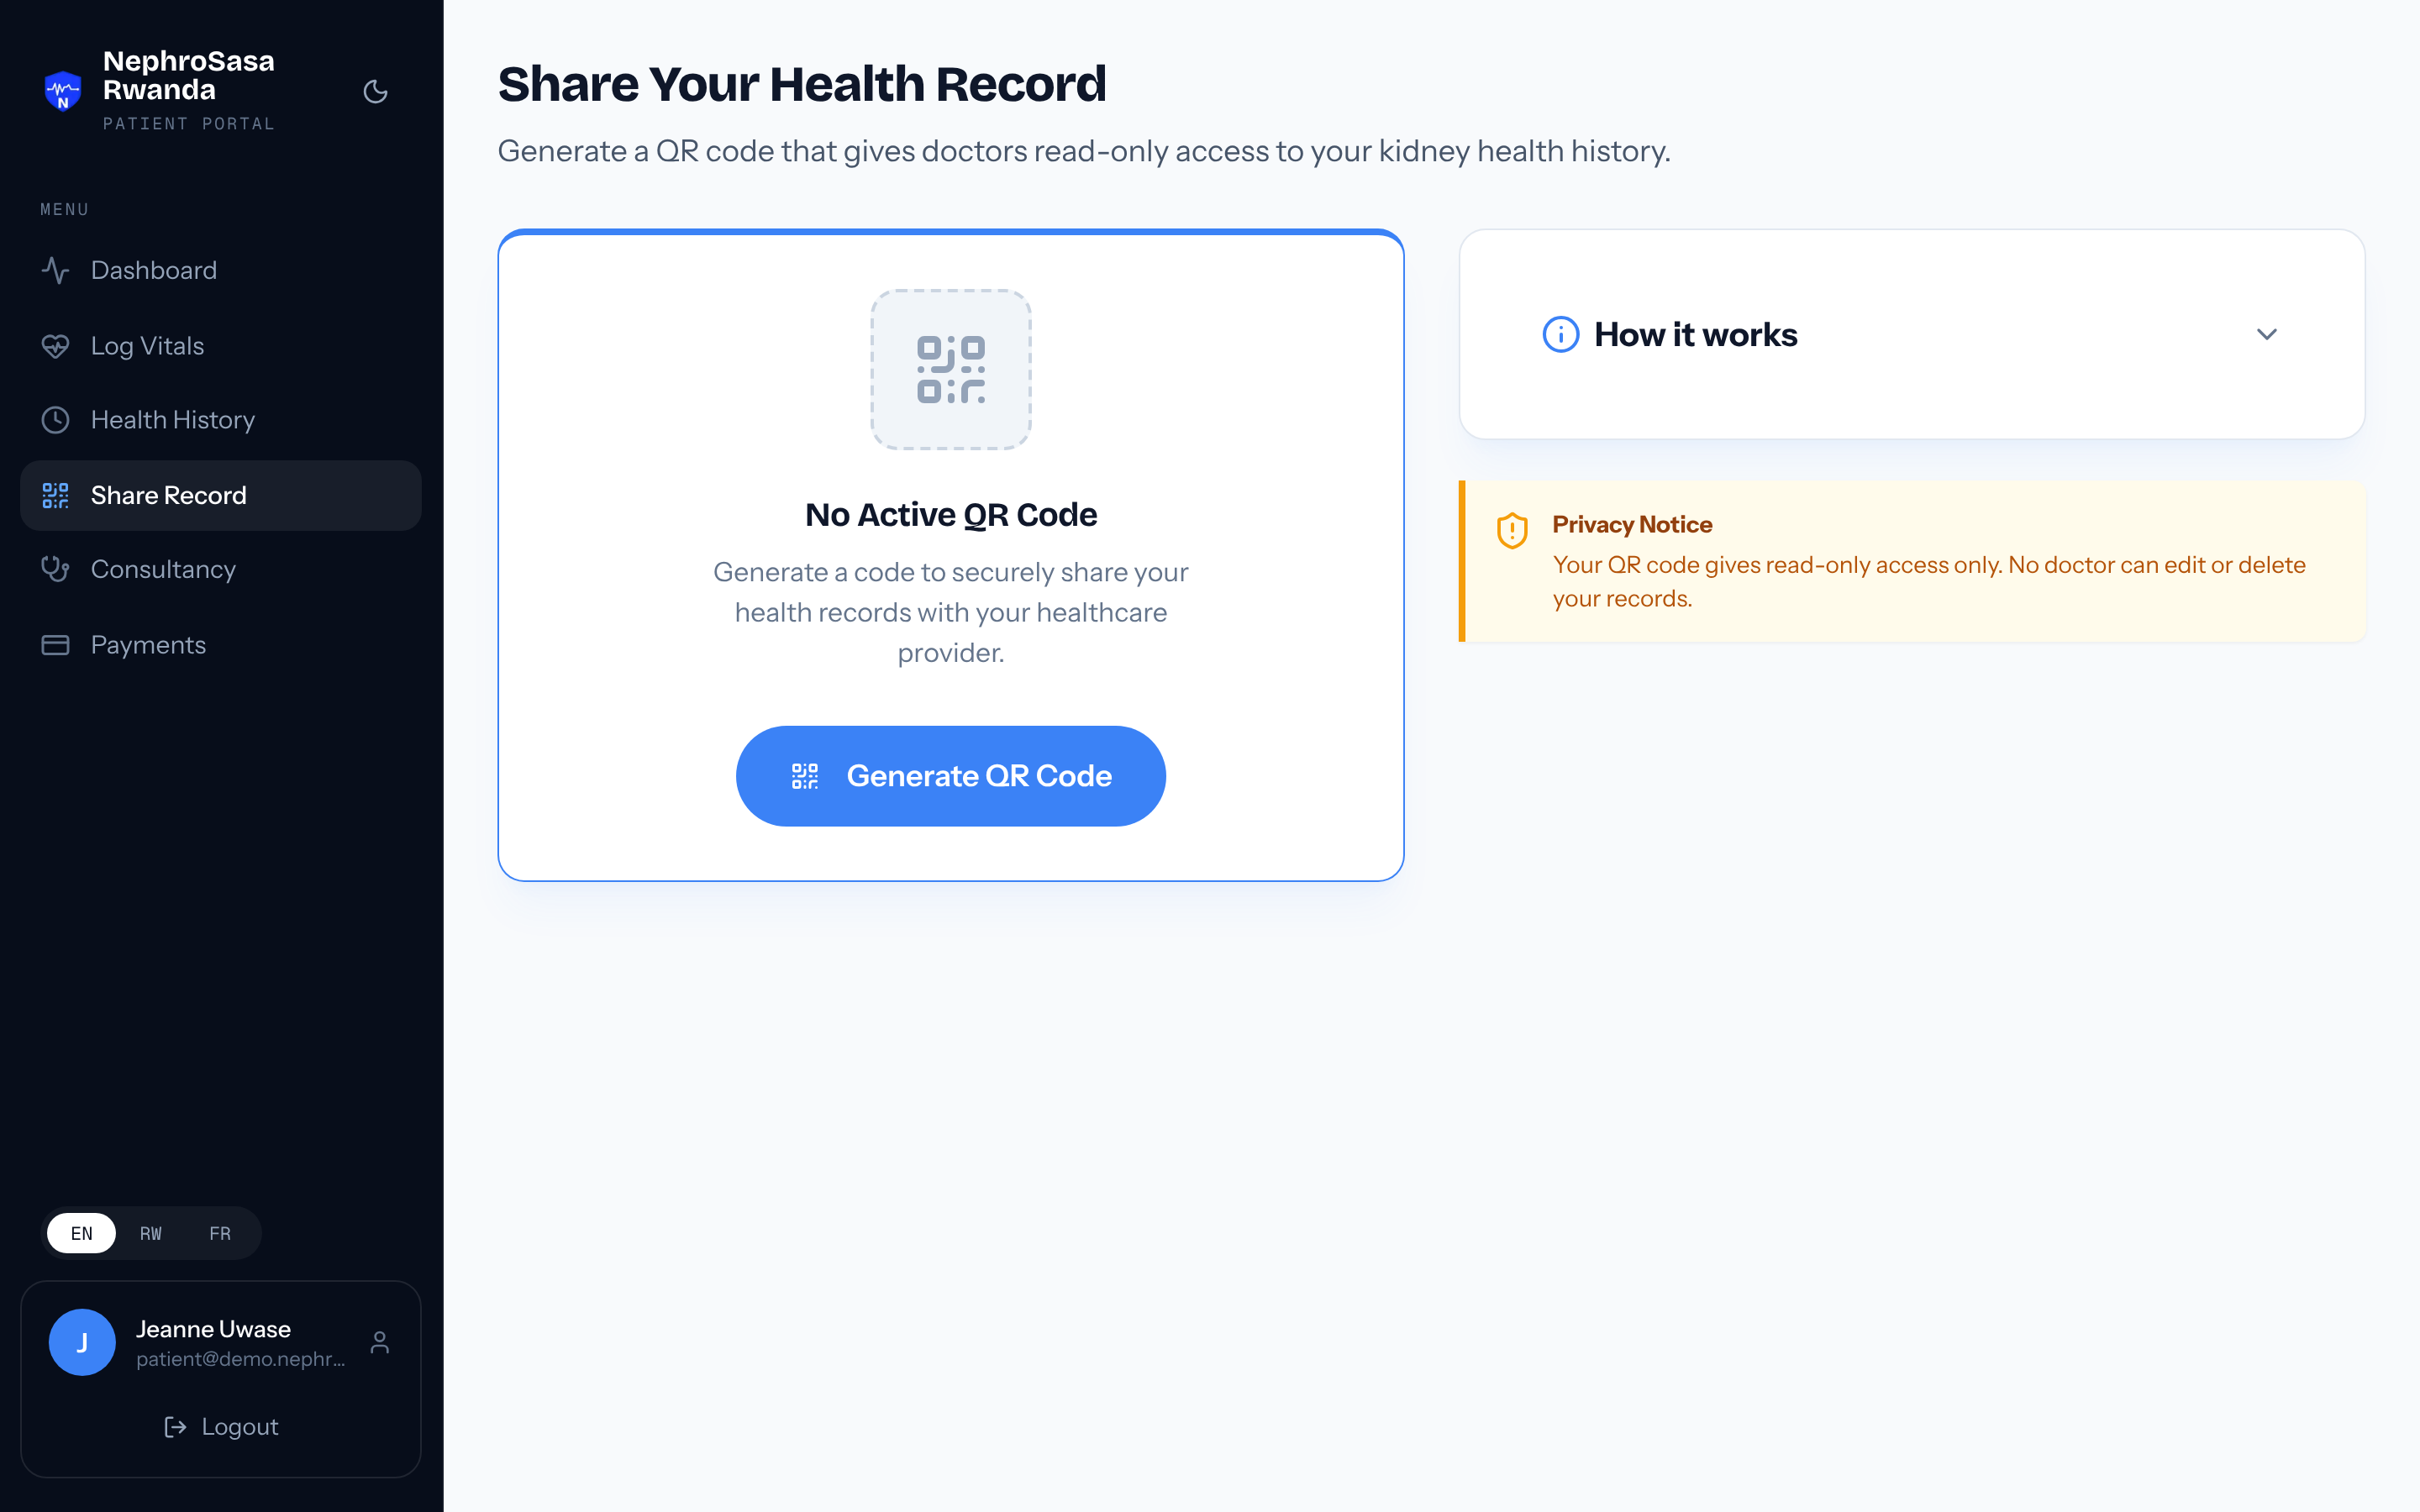 NephroSasa
Rwanda
PATIENT PORTAL
MENU
Dashboard
Log Vitals
Health History
Share Record
Consultancy
Payments
EN RW FR
J
Jeanne Uwase
patient@demo.nephr...
Logout
Share Your Health Record
Generate a QR code that gives doctors read-only access to your kidney health history.
No Active QR Code
Generate a code to securely share your
health records with your healthcare
provider.
Generate QR Code
How it works
Privacy Notice
Your QR code gives read-only access only. No doctor can edit or delete
your records.